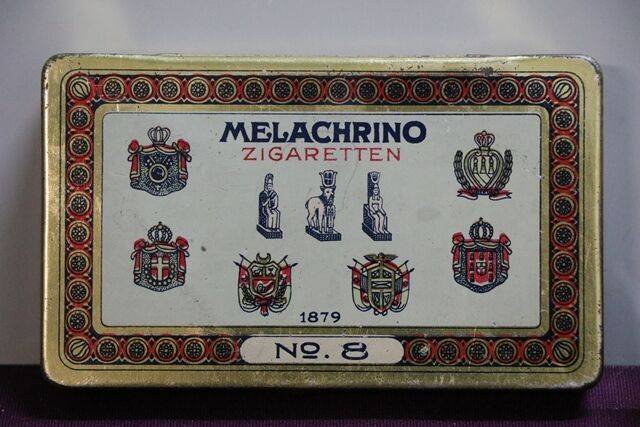 MELACHRINO
ZIGARETTEN
1879
No. 8